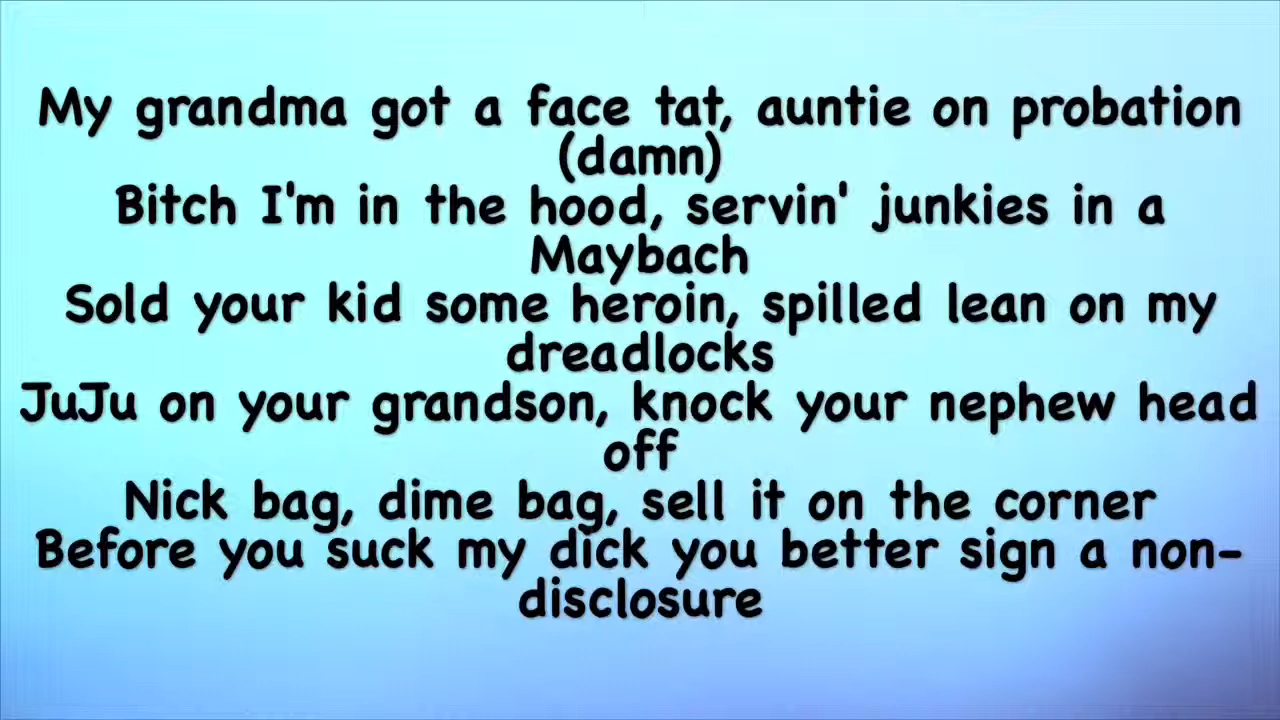 My grandma got a face tat, auntie on probation
(damn)
Bitch I'm in the hood, servin' junkies in a
Maybach
Sold your kid some heroin, spilled lean on my
dreadlocks
JuJu on your grandson, knock your nephew head
off
Nick bag, dime bag, sell it on the corner
Before you suck my dick you better sign a non-
disclosure